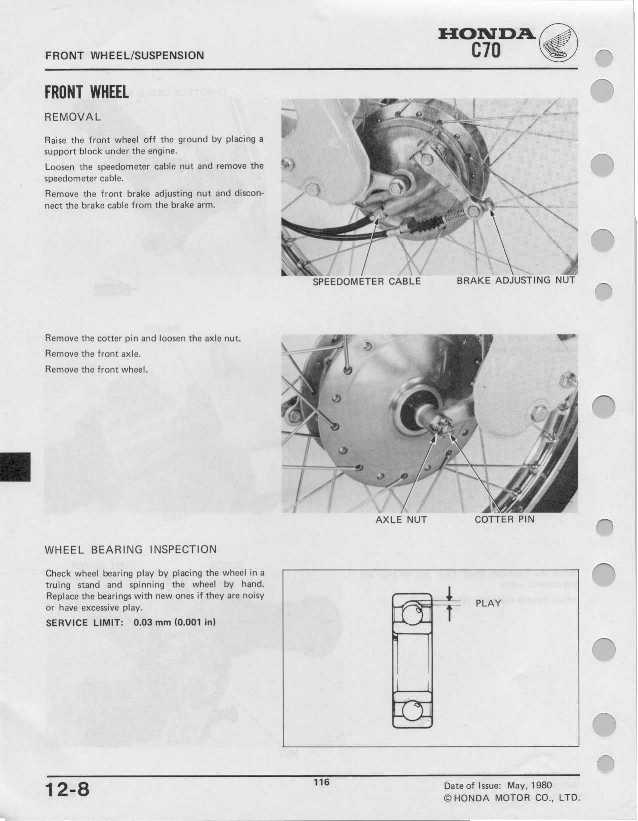 HONDA
C70
FRONT WHEEL/SUSPENSION
FRONT WHEEL
REMOVAL
Raise the front wheel off the ground by placing a
support block under the engine.
Loosen the speedometer cable nut and remove the
speedometer cable.
Remove the front brake adjusting nut and discon-
nect the brake cable from the brake arm.
SPEEDOMETER CABLE
BRAKE ADJUSTING NUT
Remove the cotter pin and loosen the axle nut.
Remove the front axle.
Remove the front wheel.
AXLE NUT
COTTER PIN
WHEEL BEARING INSPECTION
Check wheel bearing play by placing the wheel in a
truing stand and spinning the wheel by hand.
Replace the bearings with new ones if they are noisy
or have excessive play.
SERVICE LIMIT: 0.03 mm (0.001 in)
PLAY
12-8
116
Date of Issue: May, 1980
© HONDA MOTOR CO., LTD.